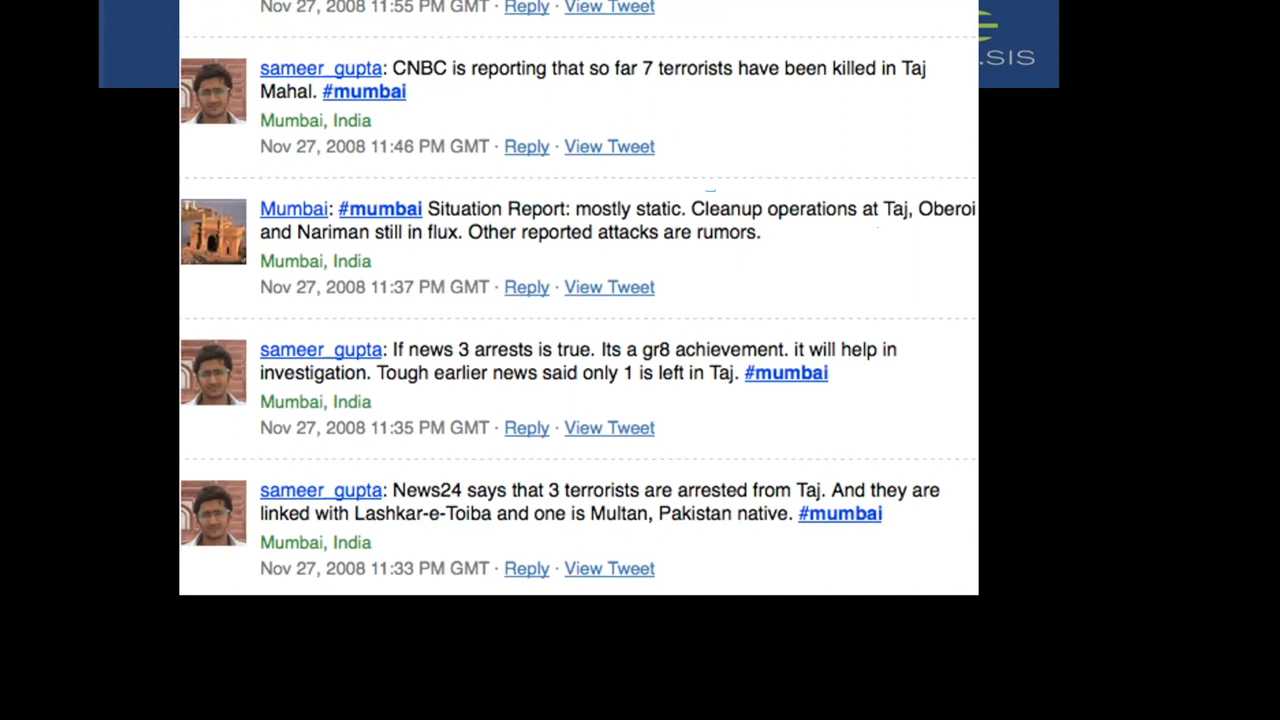 Nov 27, 2008 11:55 PM GMT · Reply · View Tweet
.SIS
sameer_gupta: CNBC is reporting that so far 7 terrorists have been killed in Taj
Mahal. #mumbai
Mumbai, India
Nov 27, 2008 11:46 PM GMT · Reply · View Tweet
Mumbai: #mumbai Situation Report: mostly static. Cleanup operations at Taj, Oberoi
and Nariman still in flux. Other reported attacks are rumors.
Mumbai, India
Nov 27, 2008 11:37 PM GMT · Reply · View Tweet
sameer_gupta: If news 3 arrests is true. Its a gr8 achievement. it will help in
investigation. Tough earlier news said only 1 is left in Taj. #mumbai
Mumbai, India
Nov 27, 2008 11:35 PM GMT · Reply · View Tweet
sameer_gupta: News24 says that 3 terrorists are arrested from Taj. And they are
linked with Lashkar-e-Toiba and one is Multan, Pakistan native. #mumbai
Mumbai, India
Nov 27, 2008 11:33 PM GMT · Reply · View Tweet